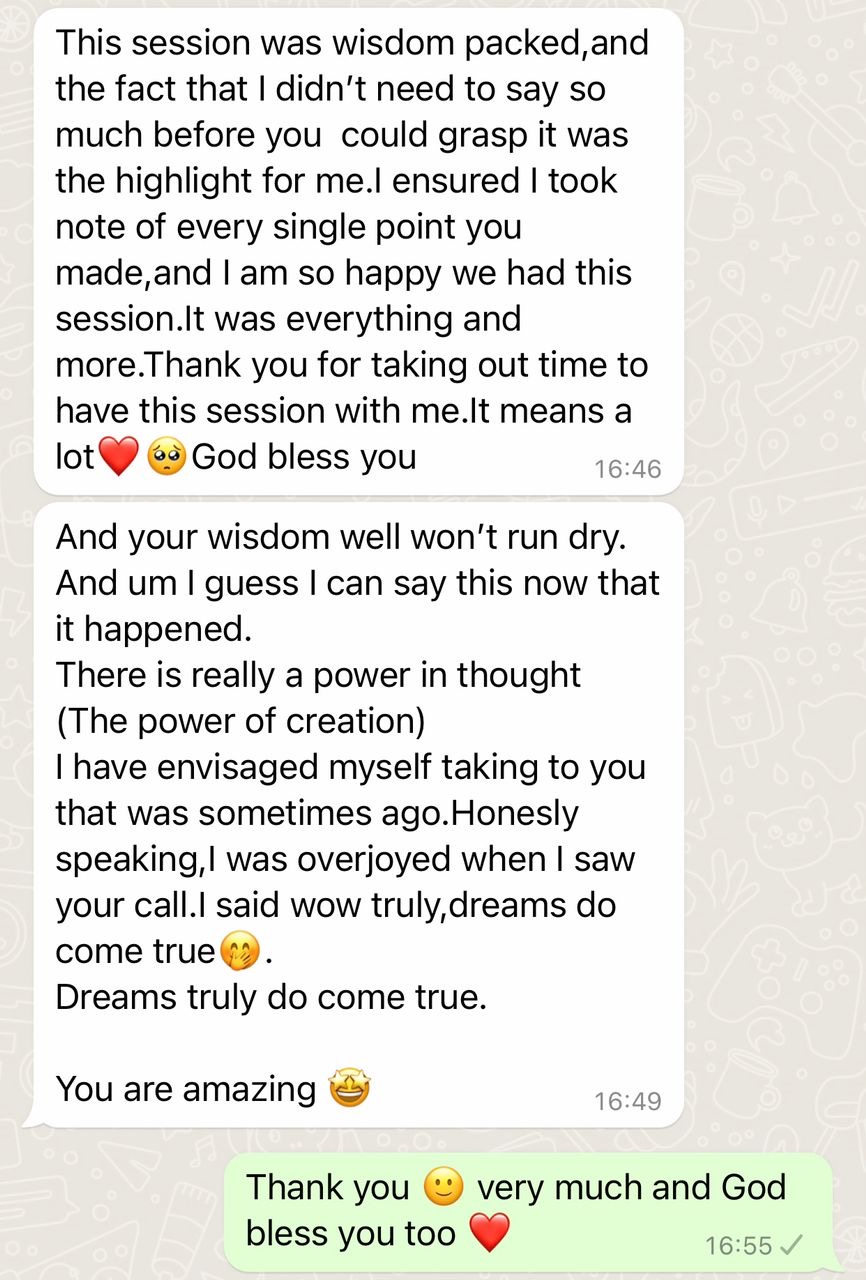 This session was wisdom packed,and
the fact that I didn’t need to say so
much before you  could grasp it was
the highlight for me.I ensured I took
note of every single point you
made,and I am so happy we had this
session.It was everything and
more.Thank you for taking out time to
have this session with me.It means a
lot❤️🥺God bless you
16:46
And your wisdom well won’t run dry.
And um I guess I can say this now that
it happened.
There is really a power in thought
(The power of creation)
I have envisaged myself taking to you
that was sometimes ago.Honesly
speaking,I was overjoyed when I saw
your call.I said wow truly,dreams do
come true🤭.
Dreams truly do come true.
You are amazing 🤩
16:49
Thank you 🙂 very much and God
bless you too ❤️
16:55